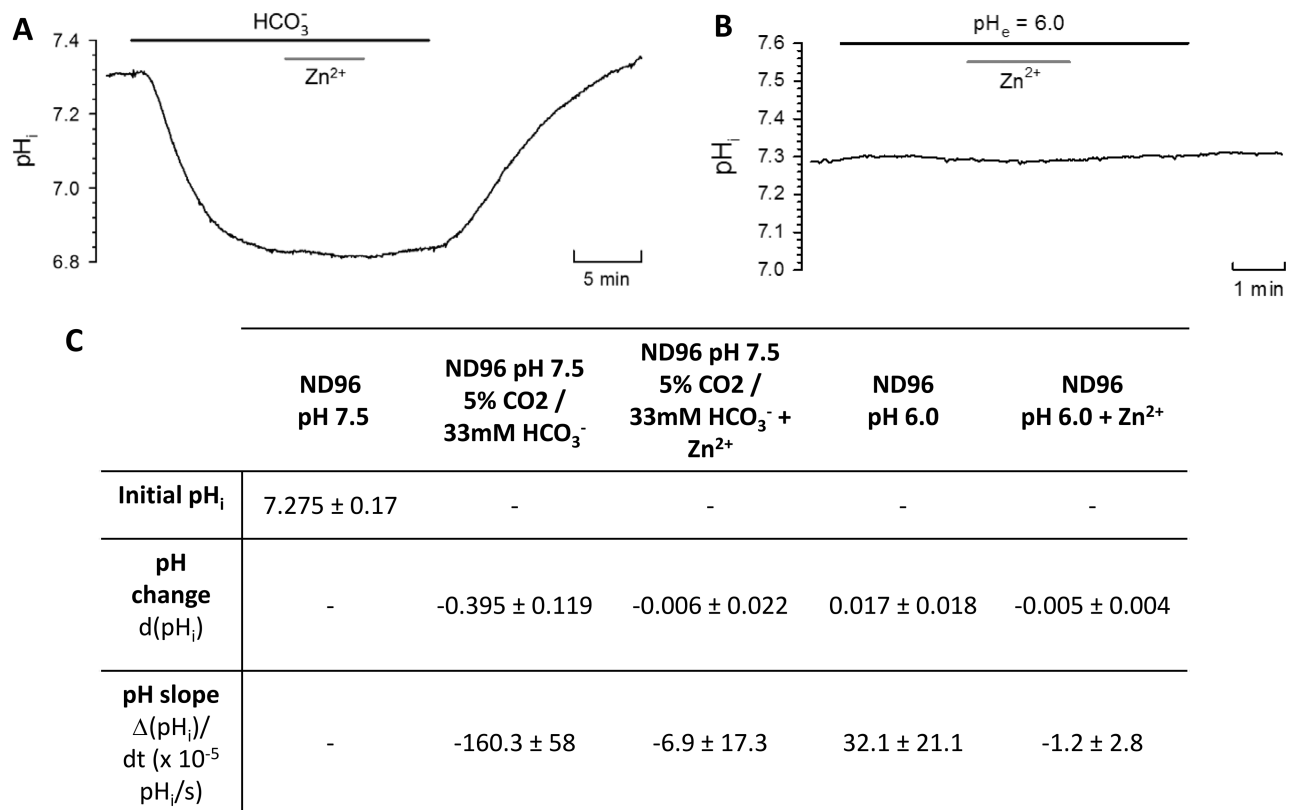 A
HCO₃⁻
Zn²⁺
7.4
7.2
7.0
6.8
pHᵢ
5 min
B
pHₑ = 6.0
Zn²⁺
7.6
7.5
7.4
7.3
7.2
7.1
7.0
pHᵢ
1 min
C
ND96
pH 7.5
ND96 pH 7.5
5% CO2 /
33mM HCO₃⁻
ND96 pH 7.5
5% CO2 /
33mM HCO₃⁻ +
Zn²⁺
ND96
pH 6.0
ND96
pH 6.0 + Zn²⁺
Initial pHᵢ
7.275 ± 0.17
-
-
-
-
pH
change
d(pHᵢ)
-
-0.395 ± 0.119
-0.006 ± 0.022
0.017 ± 0.018
-0.005 ± 0.004
pH slope
Δ(pHᵢ)/
dt (x 10⁻⁵
pHᵢ/s)
-
-160.3 ± 58
-6.9 ± 17.3
32.1 ± 21.1
-1.2 ± 2.8